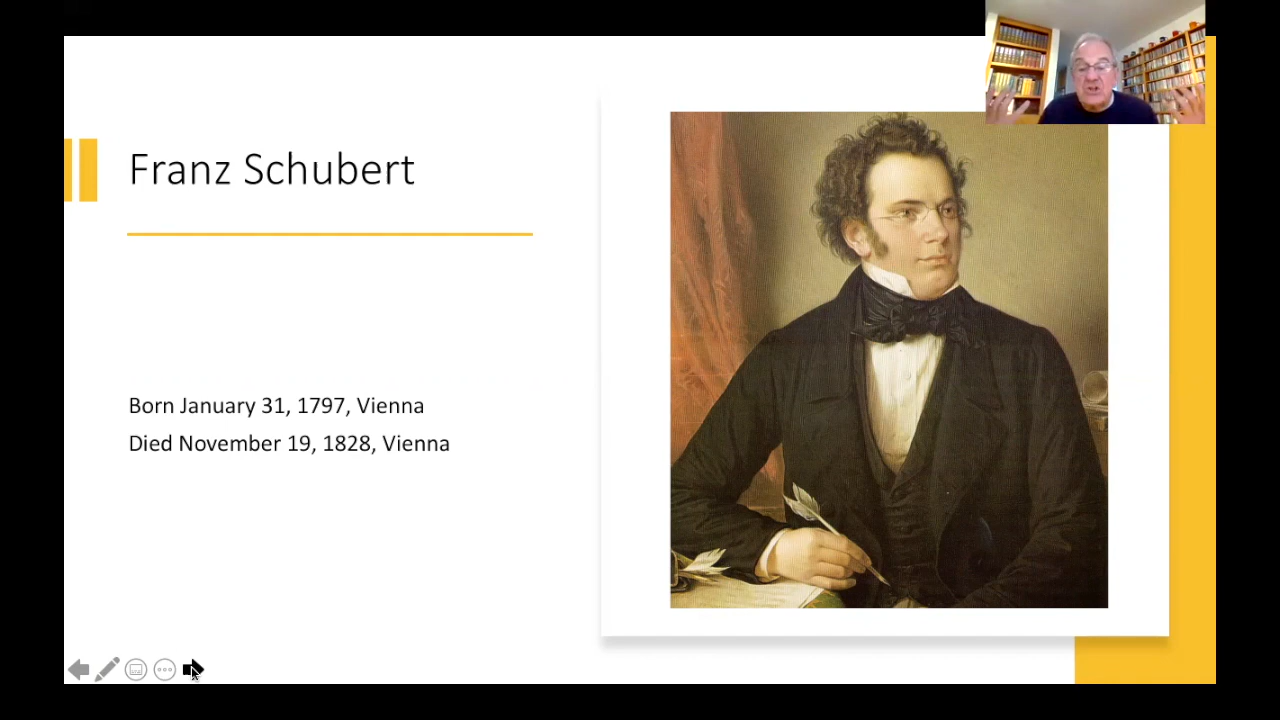 Franz Schubert
Born January 31, 1797, Vienna
Died November 19, 1828, Vienna